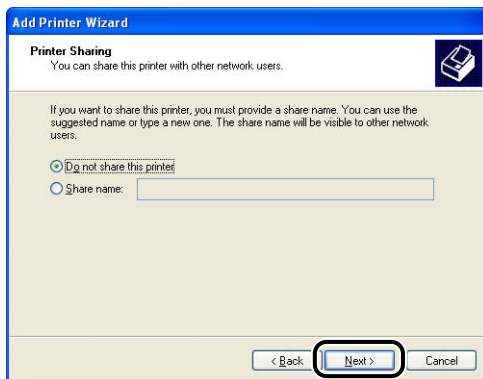 Add Printer Wizard
Printer Sharing
You can share this printer with other network users.
If you want to share this printer, you must provide a share name. You can use the
suggested name or type a new one. The share name will be visible to other network
users.
Do not share this printer
Share name:
< Back
Next >
Cancel